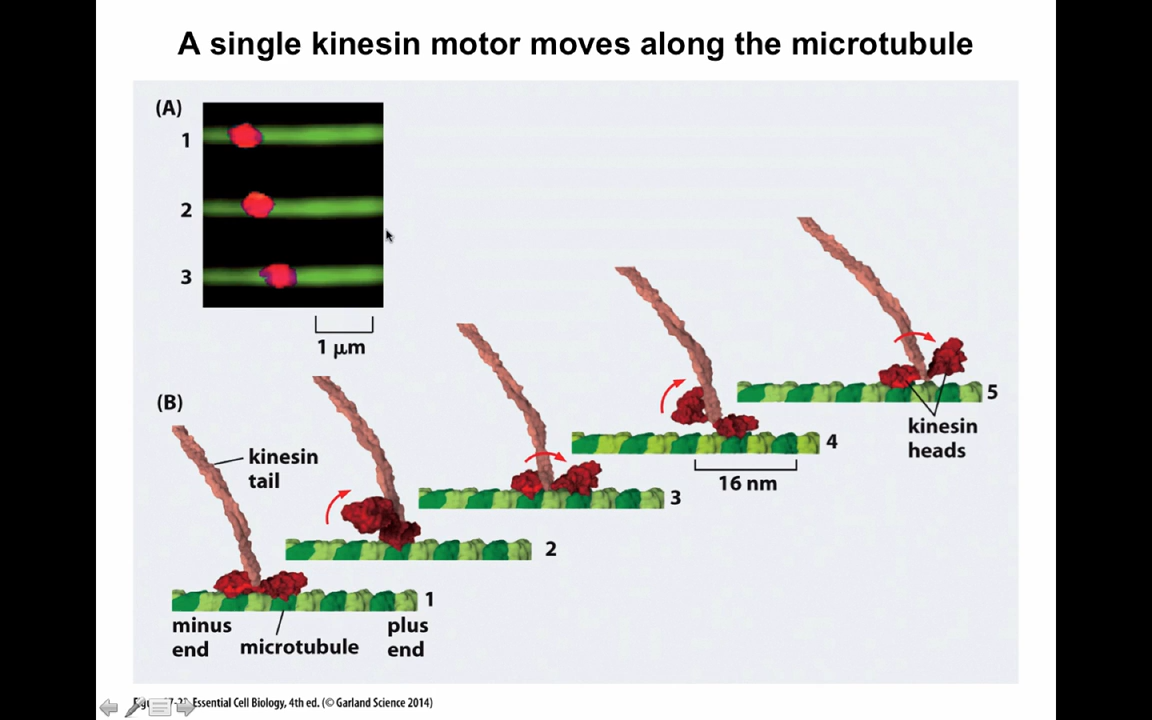 A single kinesin motor moves along the microtubule
(A)
1
2
3
1 μm
(B)
kinesin
tail
1
minus
end
microtubule
plus
end
2
3
4
16 nm
5
kinesin
heads
Essential Cell Biology, 4th ed. (© Garland Science 2014)